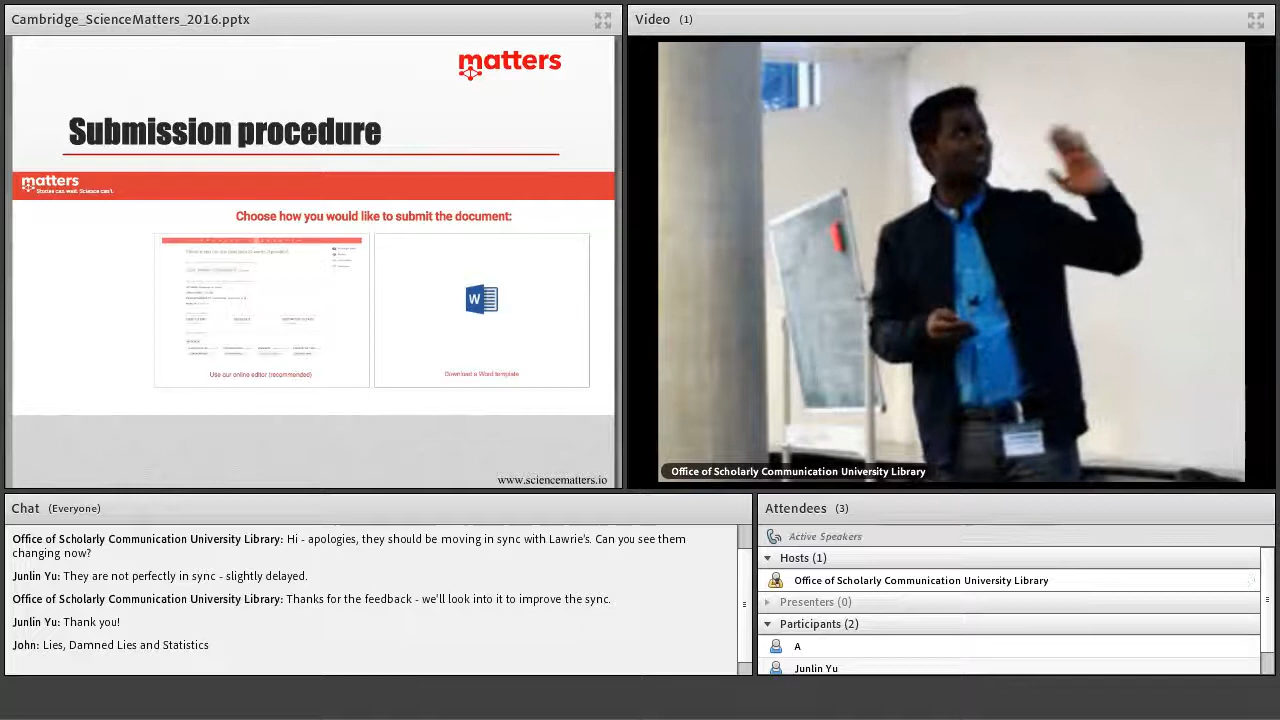 Cambridge_ScienceMatters_2016.pptx
matters
Submission procedure
matters
Stories can wait. Science can't.
Choose how you would like to submit the document:
W
Use our online editor (recommended)
Download a Word template
www.sciencematters.io
Video (1)
Office of Scholarly Communication University Library
Chat (Everyone)
Office of Scholarly Communication University Library: Hi - apologies, they should be moving in sync with Lawrie's. Can you see them
changing now?
Junlin Yu: They are not perfectly in sync - slightly delayed.
Office of Scholarly Communication University Library: Thanks for the feedback - we'll look into it to improve the sync.
Junlin Yu: Thank you!
John: Lies, Damned Lies and Statistics
Attendees (3)
Active Speakers
Hosts (1)
Office of Scholarly Communication University Library
Presenters (0)
Participants (2)
A
Junlin Yu